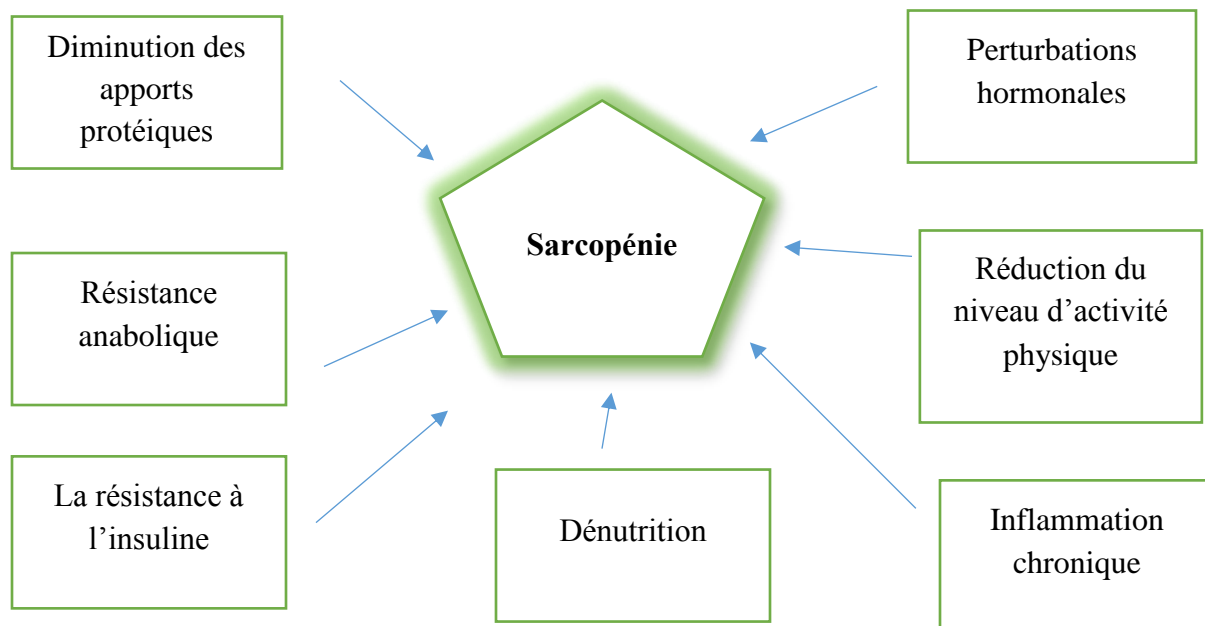 Diminution des
apports
protéiques
Perturbations
hormonales
Sarcopénie
Résistance
anabolique
Réduction du
niveau d’activité
physique
La résistance à
l’insuline
Dénutrition
Inflammation
chronique